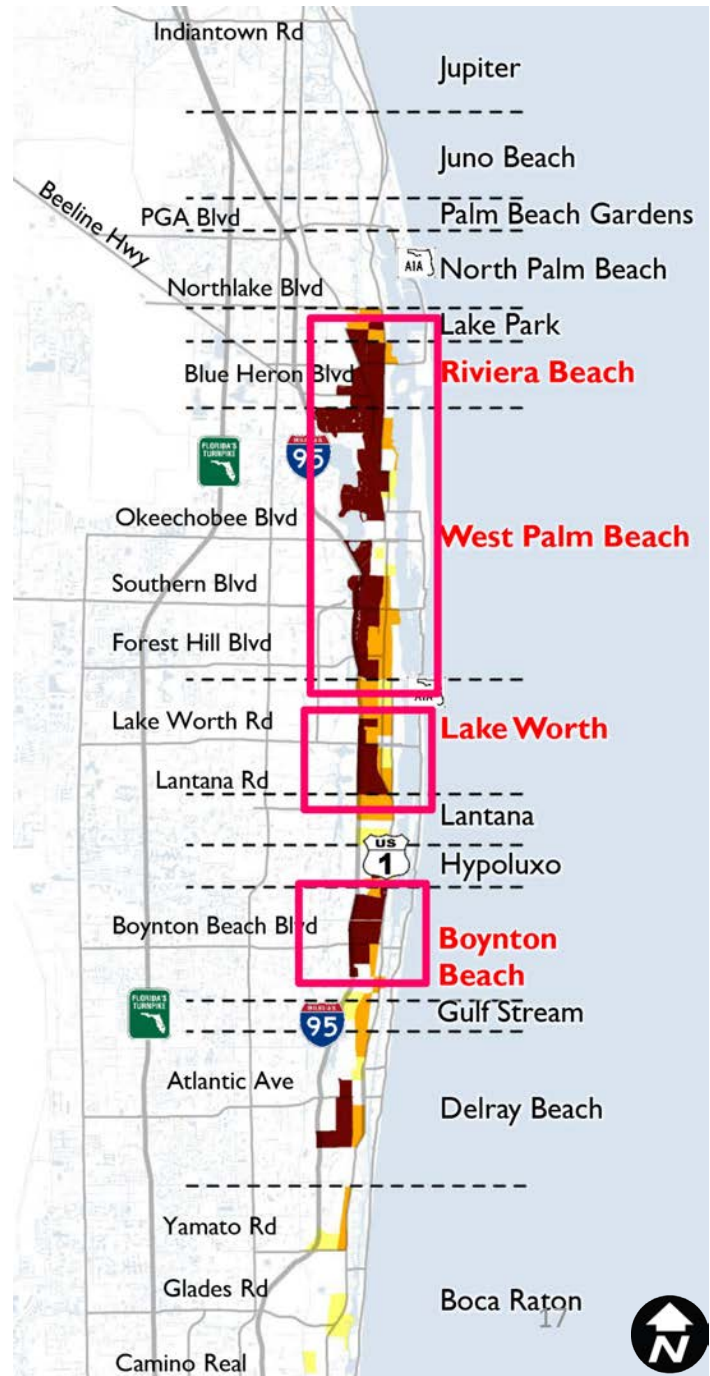 Indiantown Rd
Jupiter
Juno Beach
Beeline Hwy
PGA Blvd
Palm Beach Gardens
A1A
North Palm Beach
Northlake Blvd
Lake Park
Blue Heron Blvd
Riviera Beach
FLORIDA'S
TURNPIKE
95
Okeechobee Blvd
West Palm Beach
Southern Blvd
Forest Hill Blvd
A1A
Lake Worth Rd
Lake Worth
Lantana Rd
Lantana
US
1
Hypoluxo
Boynton Beach Blvd
Boynton
Beach
FLORIDA'S
TURNPIKE
95
Gulf Stream
Atlantic Ave
Delray Beach
Yamato Rd
Glades Rd
Boca Raton
17
Camino Real
N